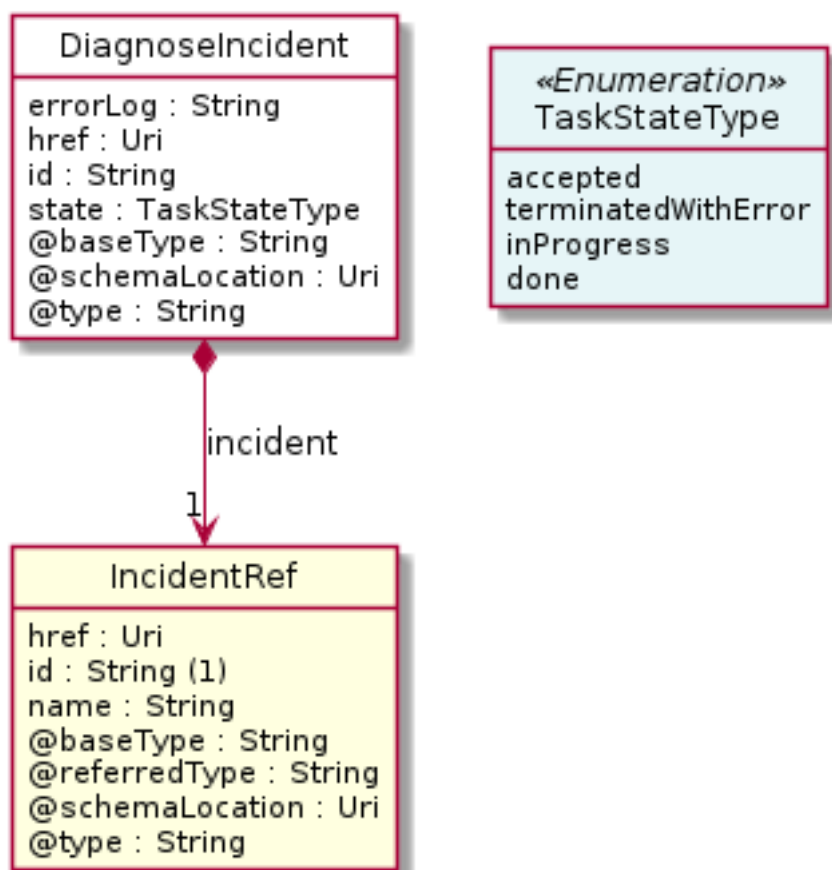 DiagnoseIncident
errorLog : String
href : Uri
id : String
state : TaskStateType
@baseType : String
@schemaLocation : Uri
@type : String
«Enumeration»
TaskStateType
accepted
terminatedWithError
inProgress
done
incident
1
IncidentRef
href : Uri
id : String (1)
name : String
@baseType : String
@referredType : String
@schemaLocation : Uri
@type : String